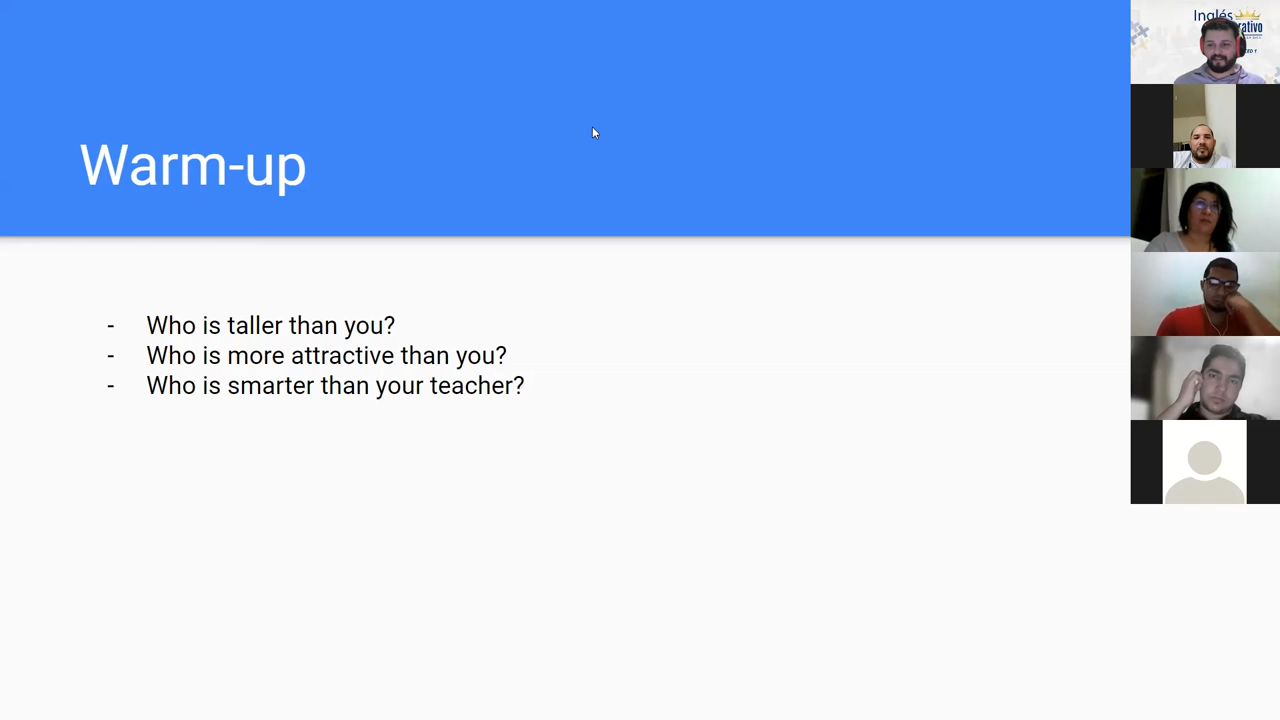 Warm-up
- Who is taller than you?
- Who is more attractive than you?
- Who is smarter than your teacher?
Inglés